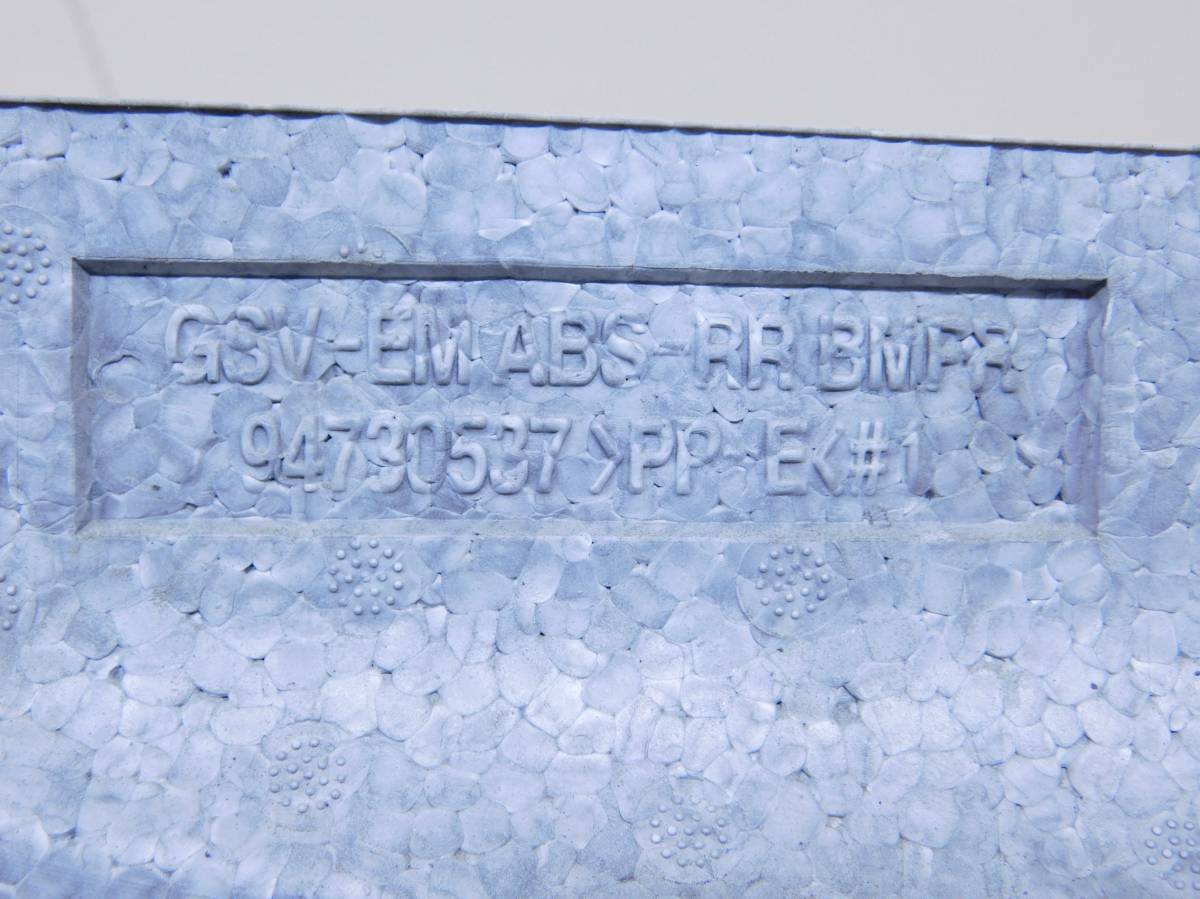 GSV-EM ABS-RR BMPR
94730537 >PP-E<#1